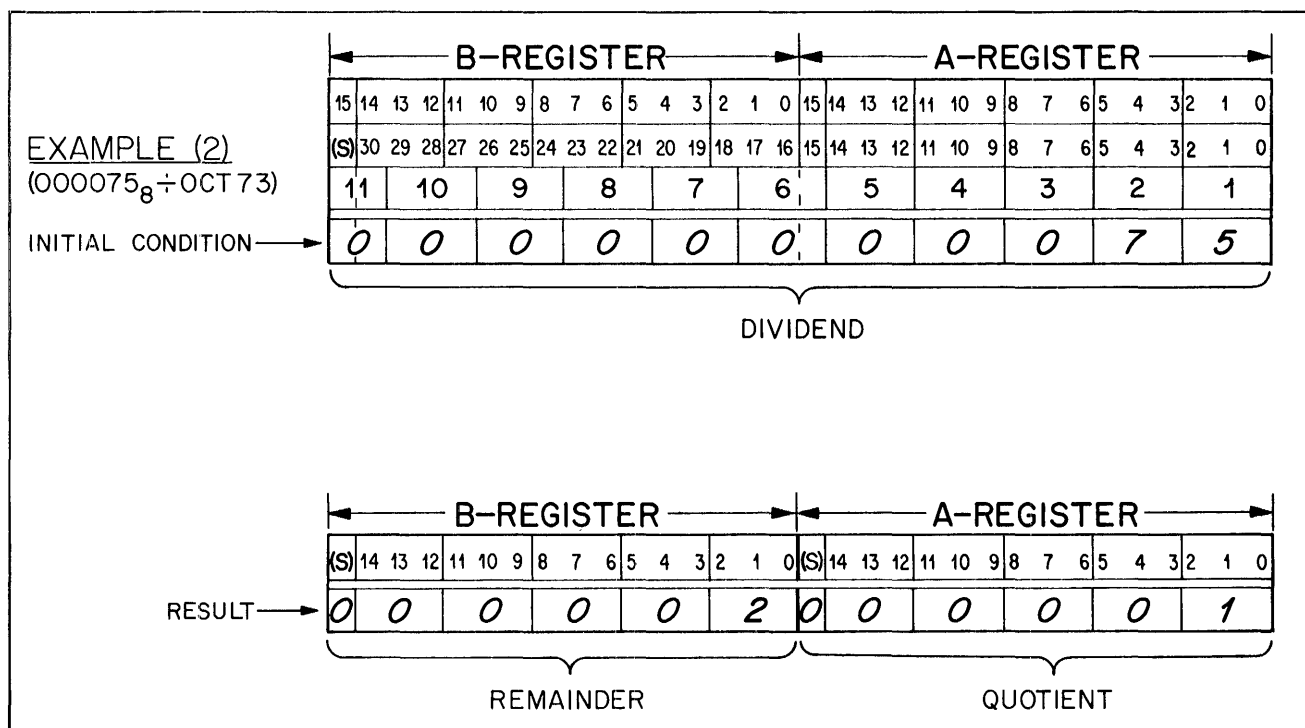 B-REGISTER A-REGISTER
15 14 13 12 11 10 9 8 7 6 5 4 3 2 1 0 15 14 13 12 11 10 9 8 7 6 5 4 3 2 1 0
EXAMPLE (2) (S) 30 29 28 27 26 25 24 23 22 21 20 19 18 17 16 15 14 13 12 11 10 9 8 7 6 5 4 3 2 1 0
(000075₈÷OCT 73) 11 10 9 8 7 6 5 4 3 2 1
INITIAL CONDITION 0 0 0 0 0 0 0 0 0 7 5
DIVIDEND
B-REGISTER A-REGISTER
(S) 14 13 12 11 10 9 8 7 6 5 4 3 2 1 0 (S) 14 13 12 11 10 9 8 7 6 5 4 3 2 1 0
RESULT 0 0 0 0 0 2 0 0 0 0 0 1
REMAINDER QUOTIENT